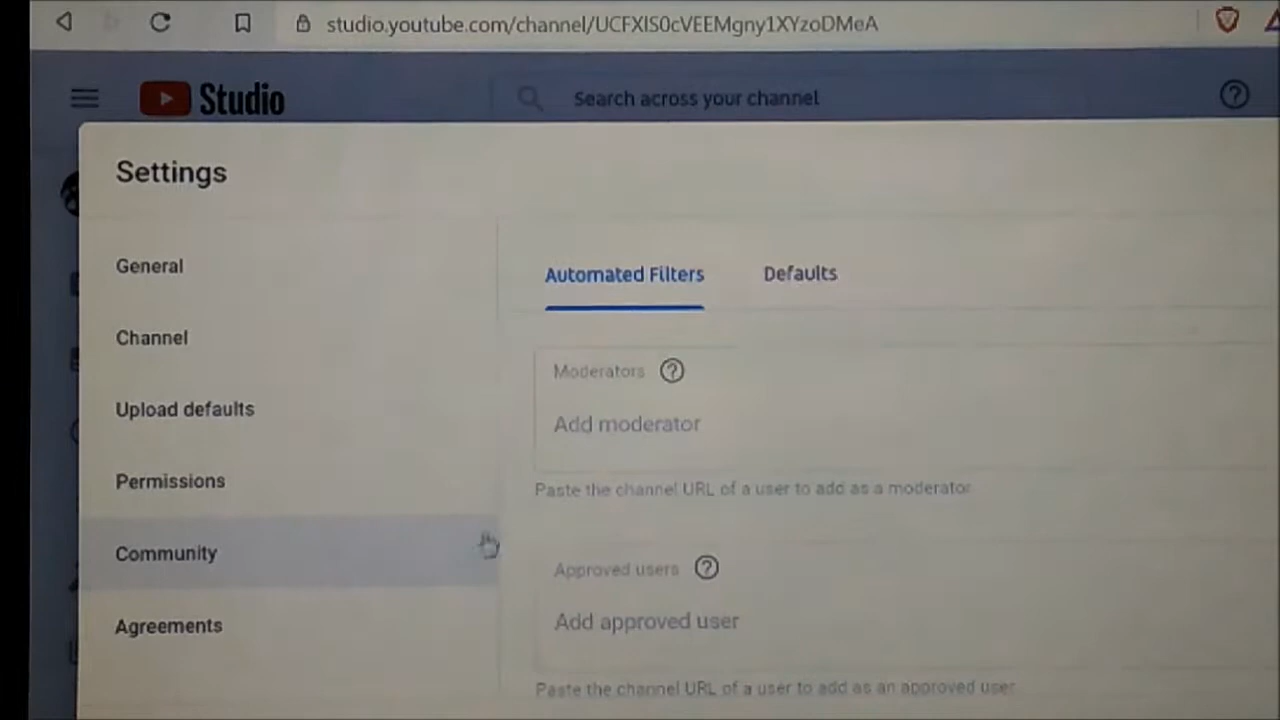 studio.youtube.com/channel/UCFXlS0cVEEMgny1XYzoDMeA
Studio
Search across your channel
Settings
General
Channel
Upload defaults
Permissions
Community
Agreements
Automated Filters
Defaults
Moderators
Add moderator
Paste the channel URL of a user to add as a moderator
Approved users
Add approved user
Paste the channel URL of a user to add as an approved user